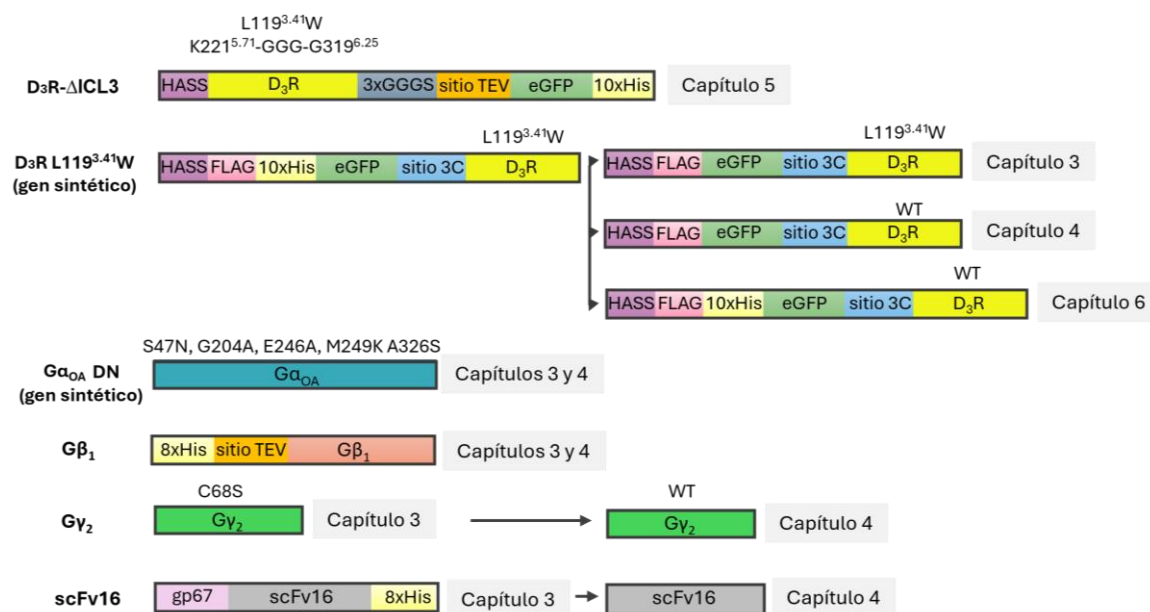 L119³·⁴¹W
K221⁵·⁷¹-GGG-G319⁶·²⁵
D₃R-ΔICL3
HASS D₃R 3xGGGS sitio TEV eGFP 10xHis
Capítulo 5
D₃R L119³·⁴¹W
(gen sintético)
L119³·⁴¹W
HASS FLAG 10xHis eGFP sitio 3C D₃R
L119³·⁴¹W
HASS FLAG eGFP sitio 3C D₃R
Capítulo 3
WT
HASS FLAG eGFP sitio 3C D₃R
Capítulo 4
WT
HASS FLAG 10xHis eGFP sitio 3C D₃R
Capítulo 6
GαOA DN
(gen sintético)
S47N, G204A, E246A, M249K A326S
GαOA
Capítulos 3 y 4
Gβ₁
8xHis sitio TEV Gβ₁
Capítulos 3 y 4
Gγ₂
C68S
Gγ₂
Capítulo 3
WT
Gγ₂
Capítulo 4
scFv16
gp67 scFv16 8xHis
Capítulo 3
scFv16
Capítulo 4